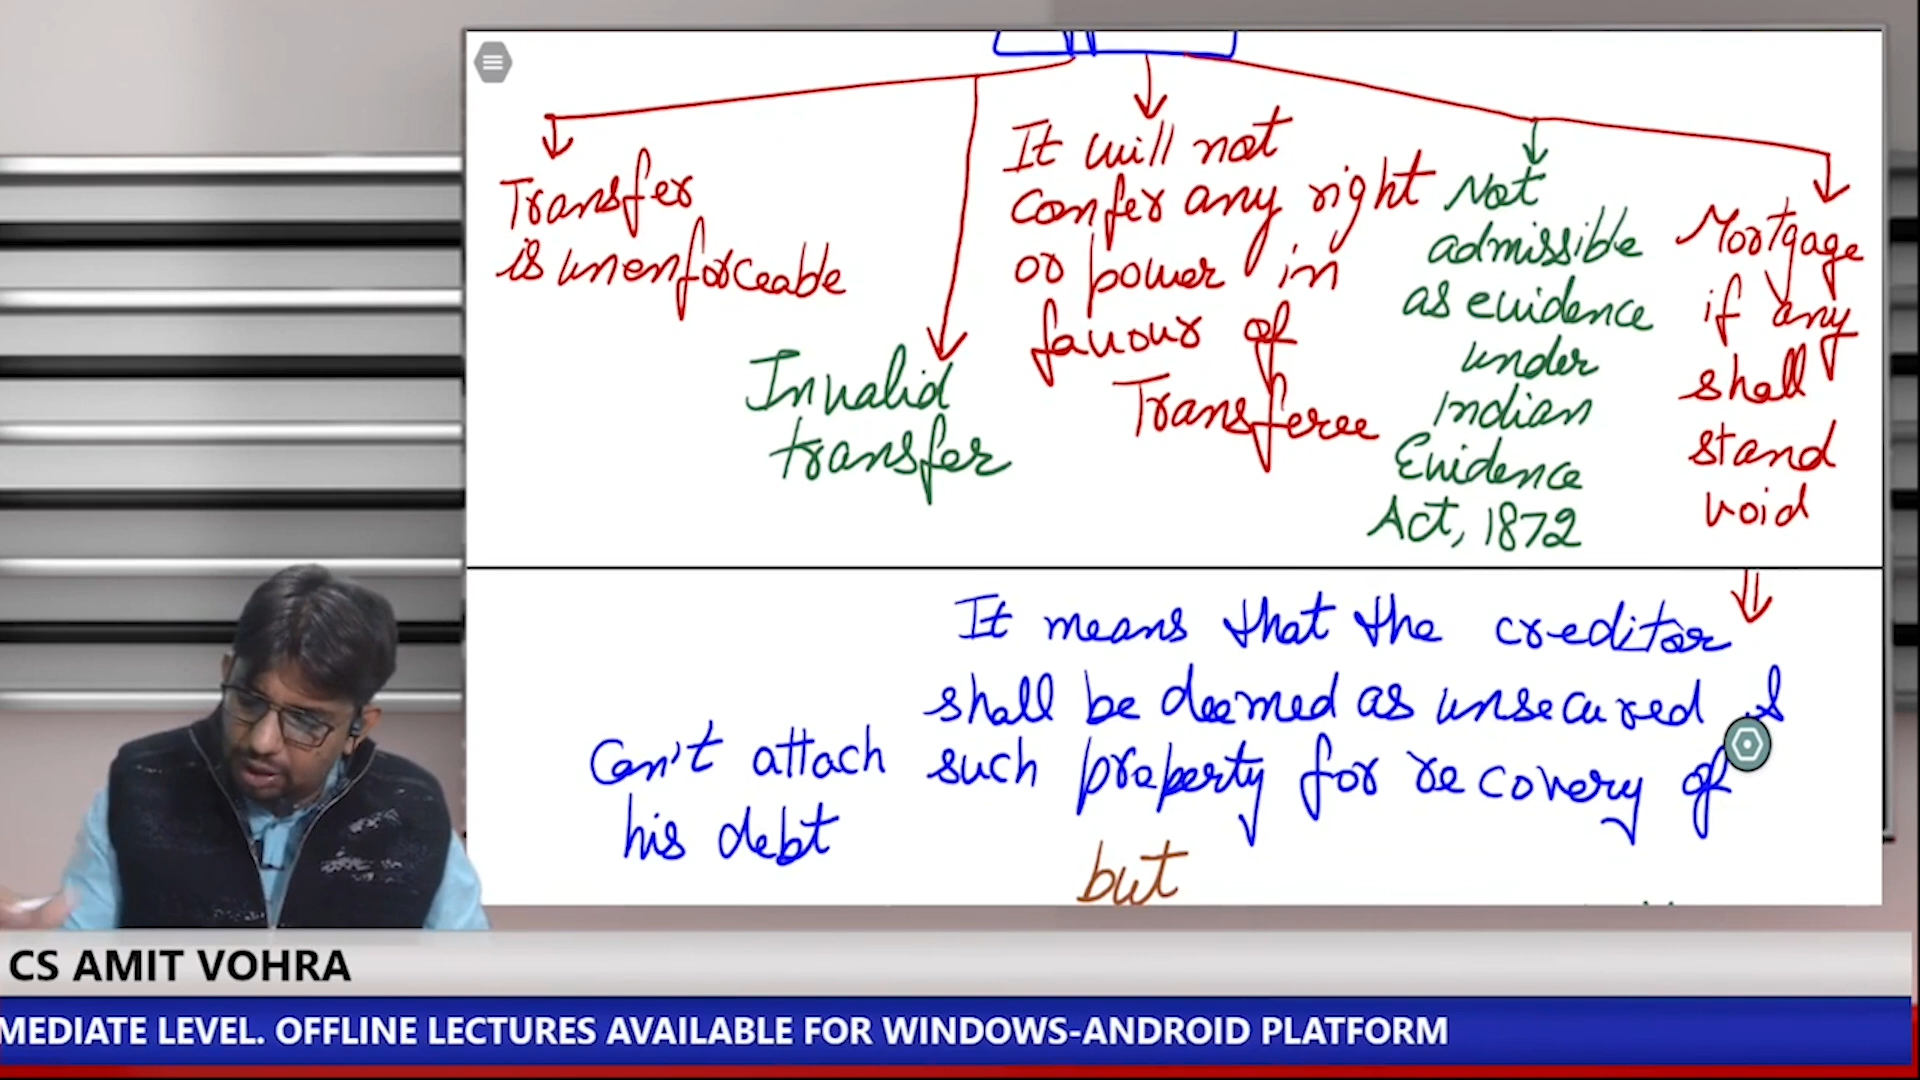 Transfer
is unenforceable
Invalid
transfer
It will not
confer any right
or power in
favour of
Transferee
Not
admissible
as evidence
under
Indian
Evidence
Act, 1872
Mortgage
if any
shall
stand
void
It means that the creditor
shall be deemed as unsecured &
Can't attach such property for recovery of
his debt
but
CS AMIT VOHRA
MEDIATE LEVEL. OFFLINE LECTURES AVAILABLE FOR WINDOWS-ANDROID PLATFORM